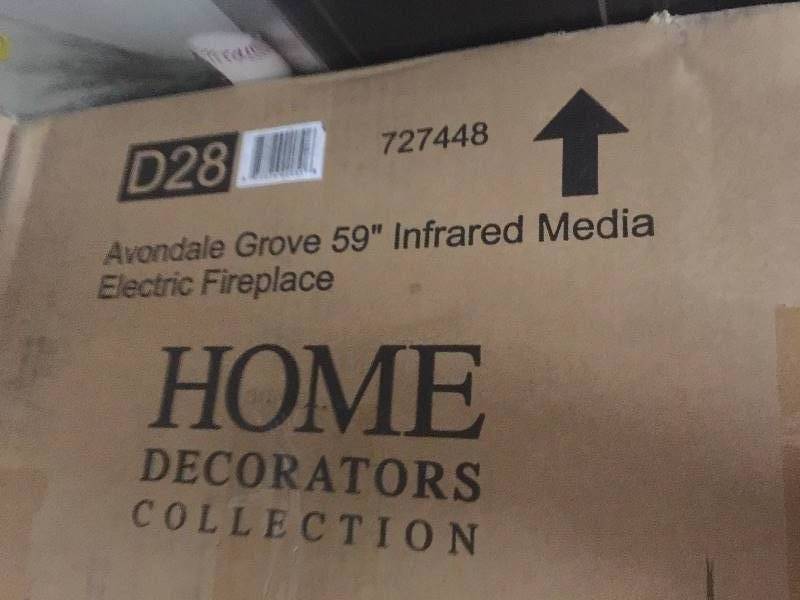 D28
727448
Avondale Grove 59" Infrared Media
Electric Fireplace
HOME
DECORATORS
COLLECTION